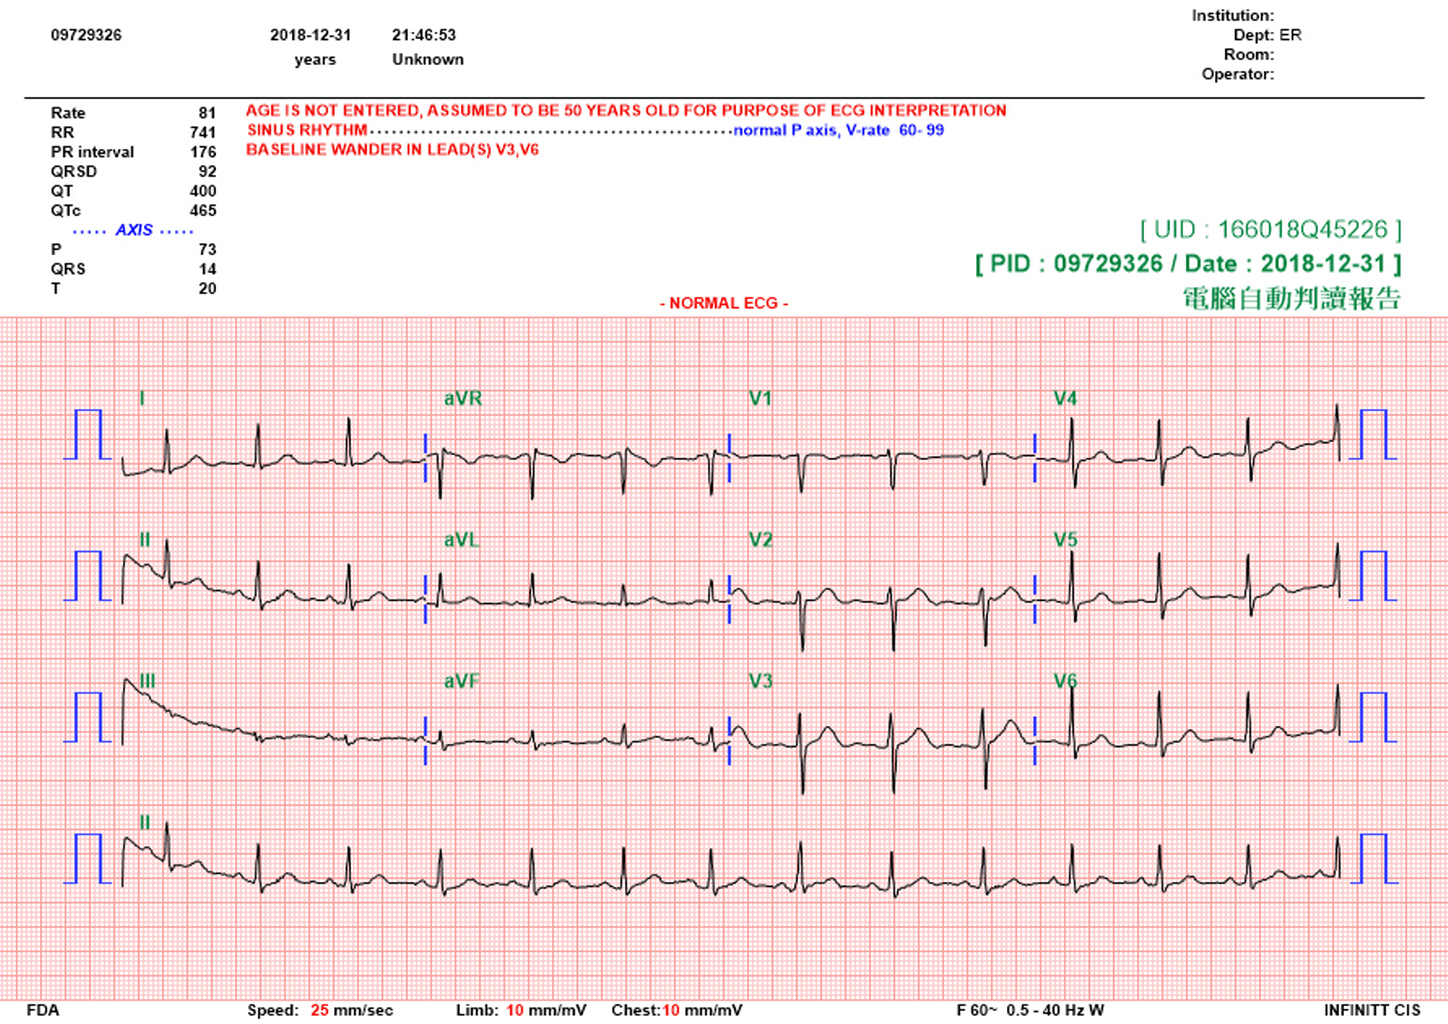 Institution:
09729326 2018-12-31 21:46:53 Dept: ER
years Unknown Room:
Operator:
Rate 81 AGE IS NOT ENTERED, ASSUMED TO BE 50 YEARS OLD FOR PURPOSE OF ECG INTERPRETATION
RR 741 SINUS RHYTHM................................................normal P axis, V-rate 60- 99
PR interval 176 BASELINE WANDER IN LEAD(S) V3,V6
QRSD 92
QT 400
QTc 465
..... AXIS .....
[ UID : 166018Q45226 ]
P 73
QRS 14 [ PID : 09729326 / Date : 2018-12-31 ]
T 20
電腦自動判讀報告
- NORMAL ECG -
I aVR V1 V4
II aVL V2 V5
III aVF V3 V6
II
FDA Speed: 25 mm/sec Limb: 10 mm/mV Chest:10 mm/mV F 60~ 0.5 - 40 Hz W INFINITT CIS